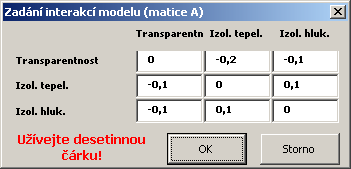 Zadání interakcí modelu (matice A)
Transparentn Izol. tepel. Izol. hluk.
Transparentnost 0 -0,2 -0,1
Izol. tepel. -0,1 0 0,1
Izol. hluk. -0,1 0,1 0
Užívejte desetinnou
čárku!
OK Storno